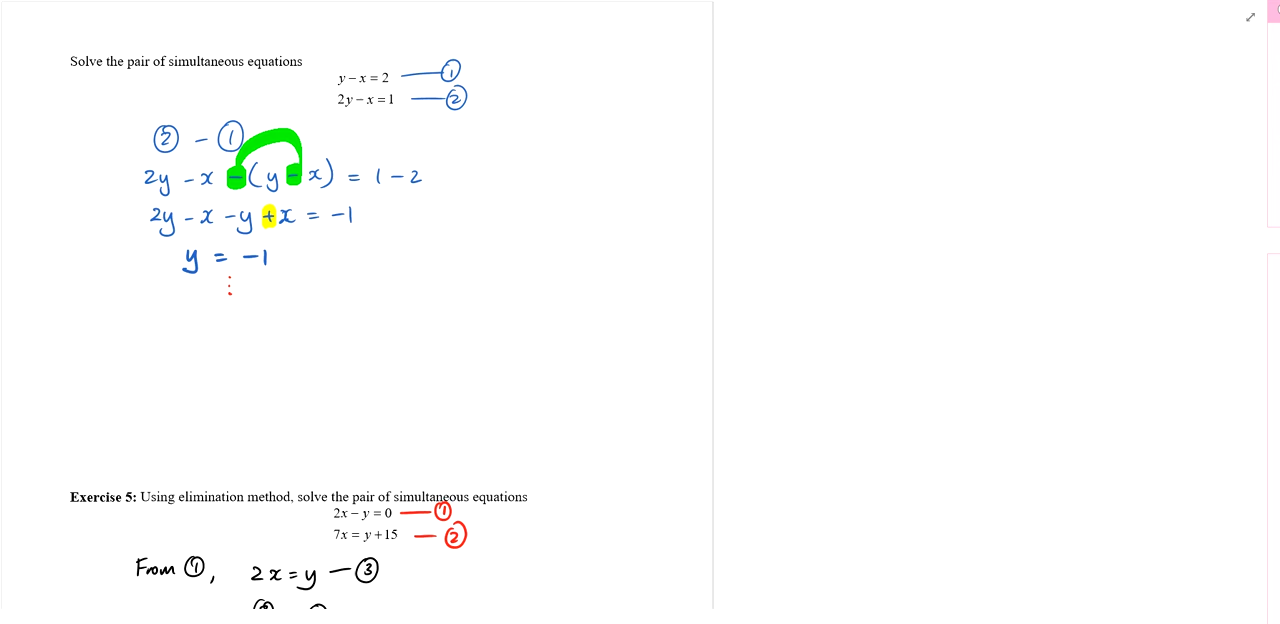 Solve the pair of simultaneous equations
y − x = 2 —①
2y − x = 1 —②
② − ①
2y − x − (y − x) = 1 − 2
2y − x − y + x = −1
y = −1
⋮
Exercise 5: Using elimination method, solve the pair of simultaneous equations
2x − y = 0 —①
7x = y + 15 —②
From ①, 2x = y —③